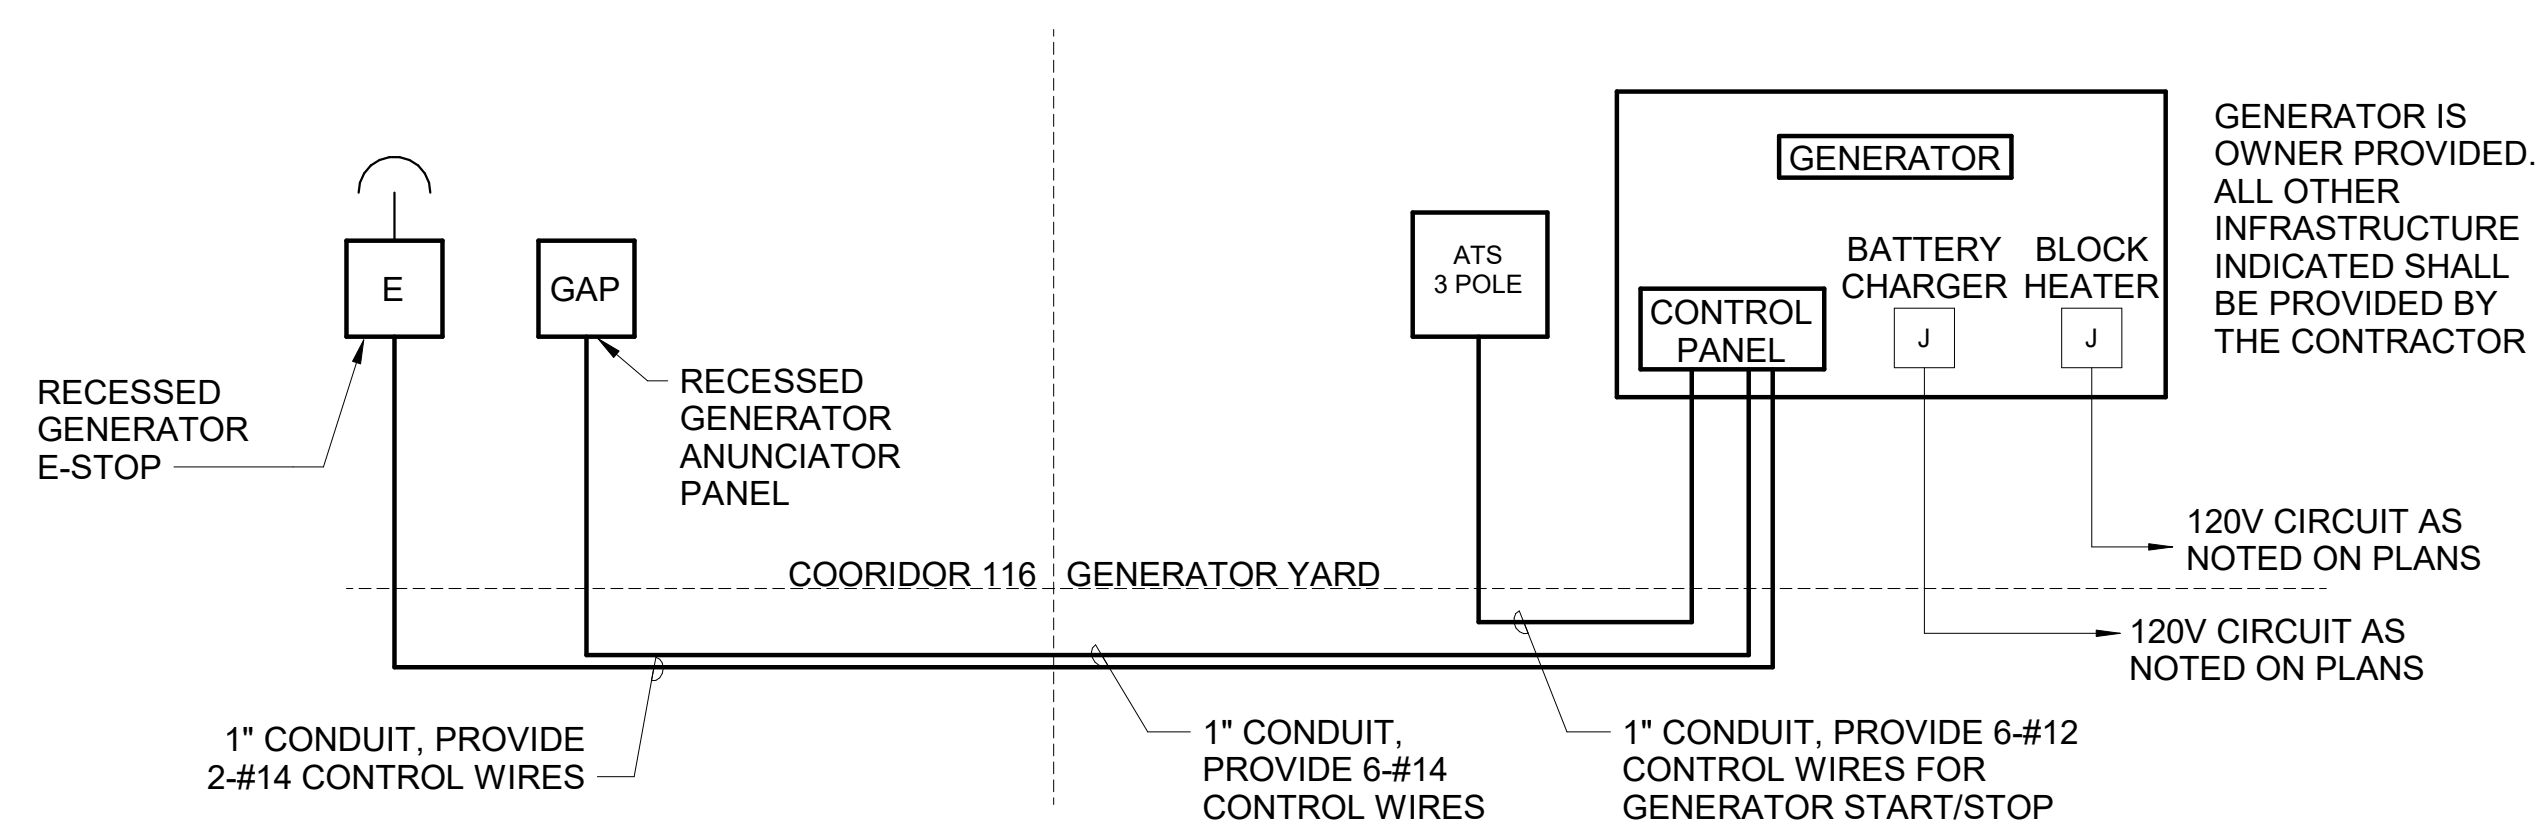 GENERATOR
GENERATOR IS
OWNER PROVIDED.
ALL OTHER
INFRASTRUCTURE
INDICATED SHALL
BE PROVIDED BY
THE CONTRACTOR
E
GAP
ATS
3 POLE
CONTROL
PANEL
BATTERY
CHARGER
J
BLOCK
HEATER
J
RECESSED
GENERATOR
E-STOP
RECESSED
GENERATOR
ANUNCIATOR
PANEL
120V CIRCUIT AS
NOTED ON PLANS
COORIDOR 116
GENERATOR YARD
120V CIRCUIT AS
NOTED ON PLANS
1" CONDUIT, PROVIDE
2-#14 CONTROL WIRES
1" CONDUIT,
PROVIDE 6-#14
CONTROL WIRES
1" CONDUIT, PROVIDE 6-#12
CONTROL WIRES FOR
GENERATOR START/STOP